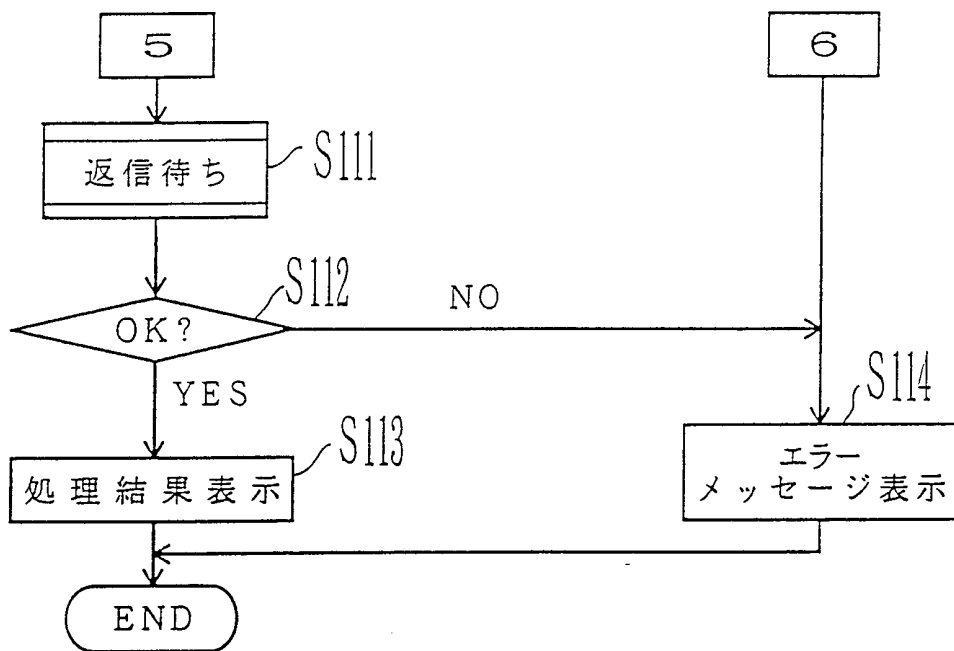 5
6
返信待ち
S111
S112
OK?
NO
YES
S113
S114
処理結果表示
エラー
メッセージ表示
END